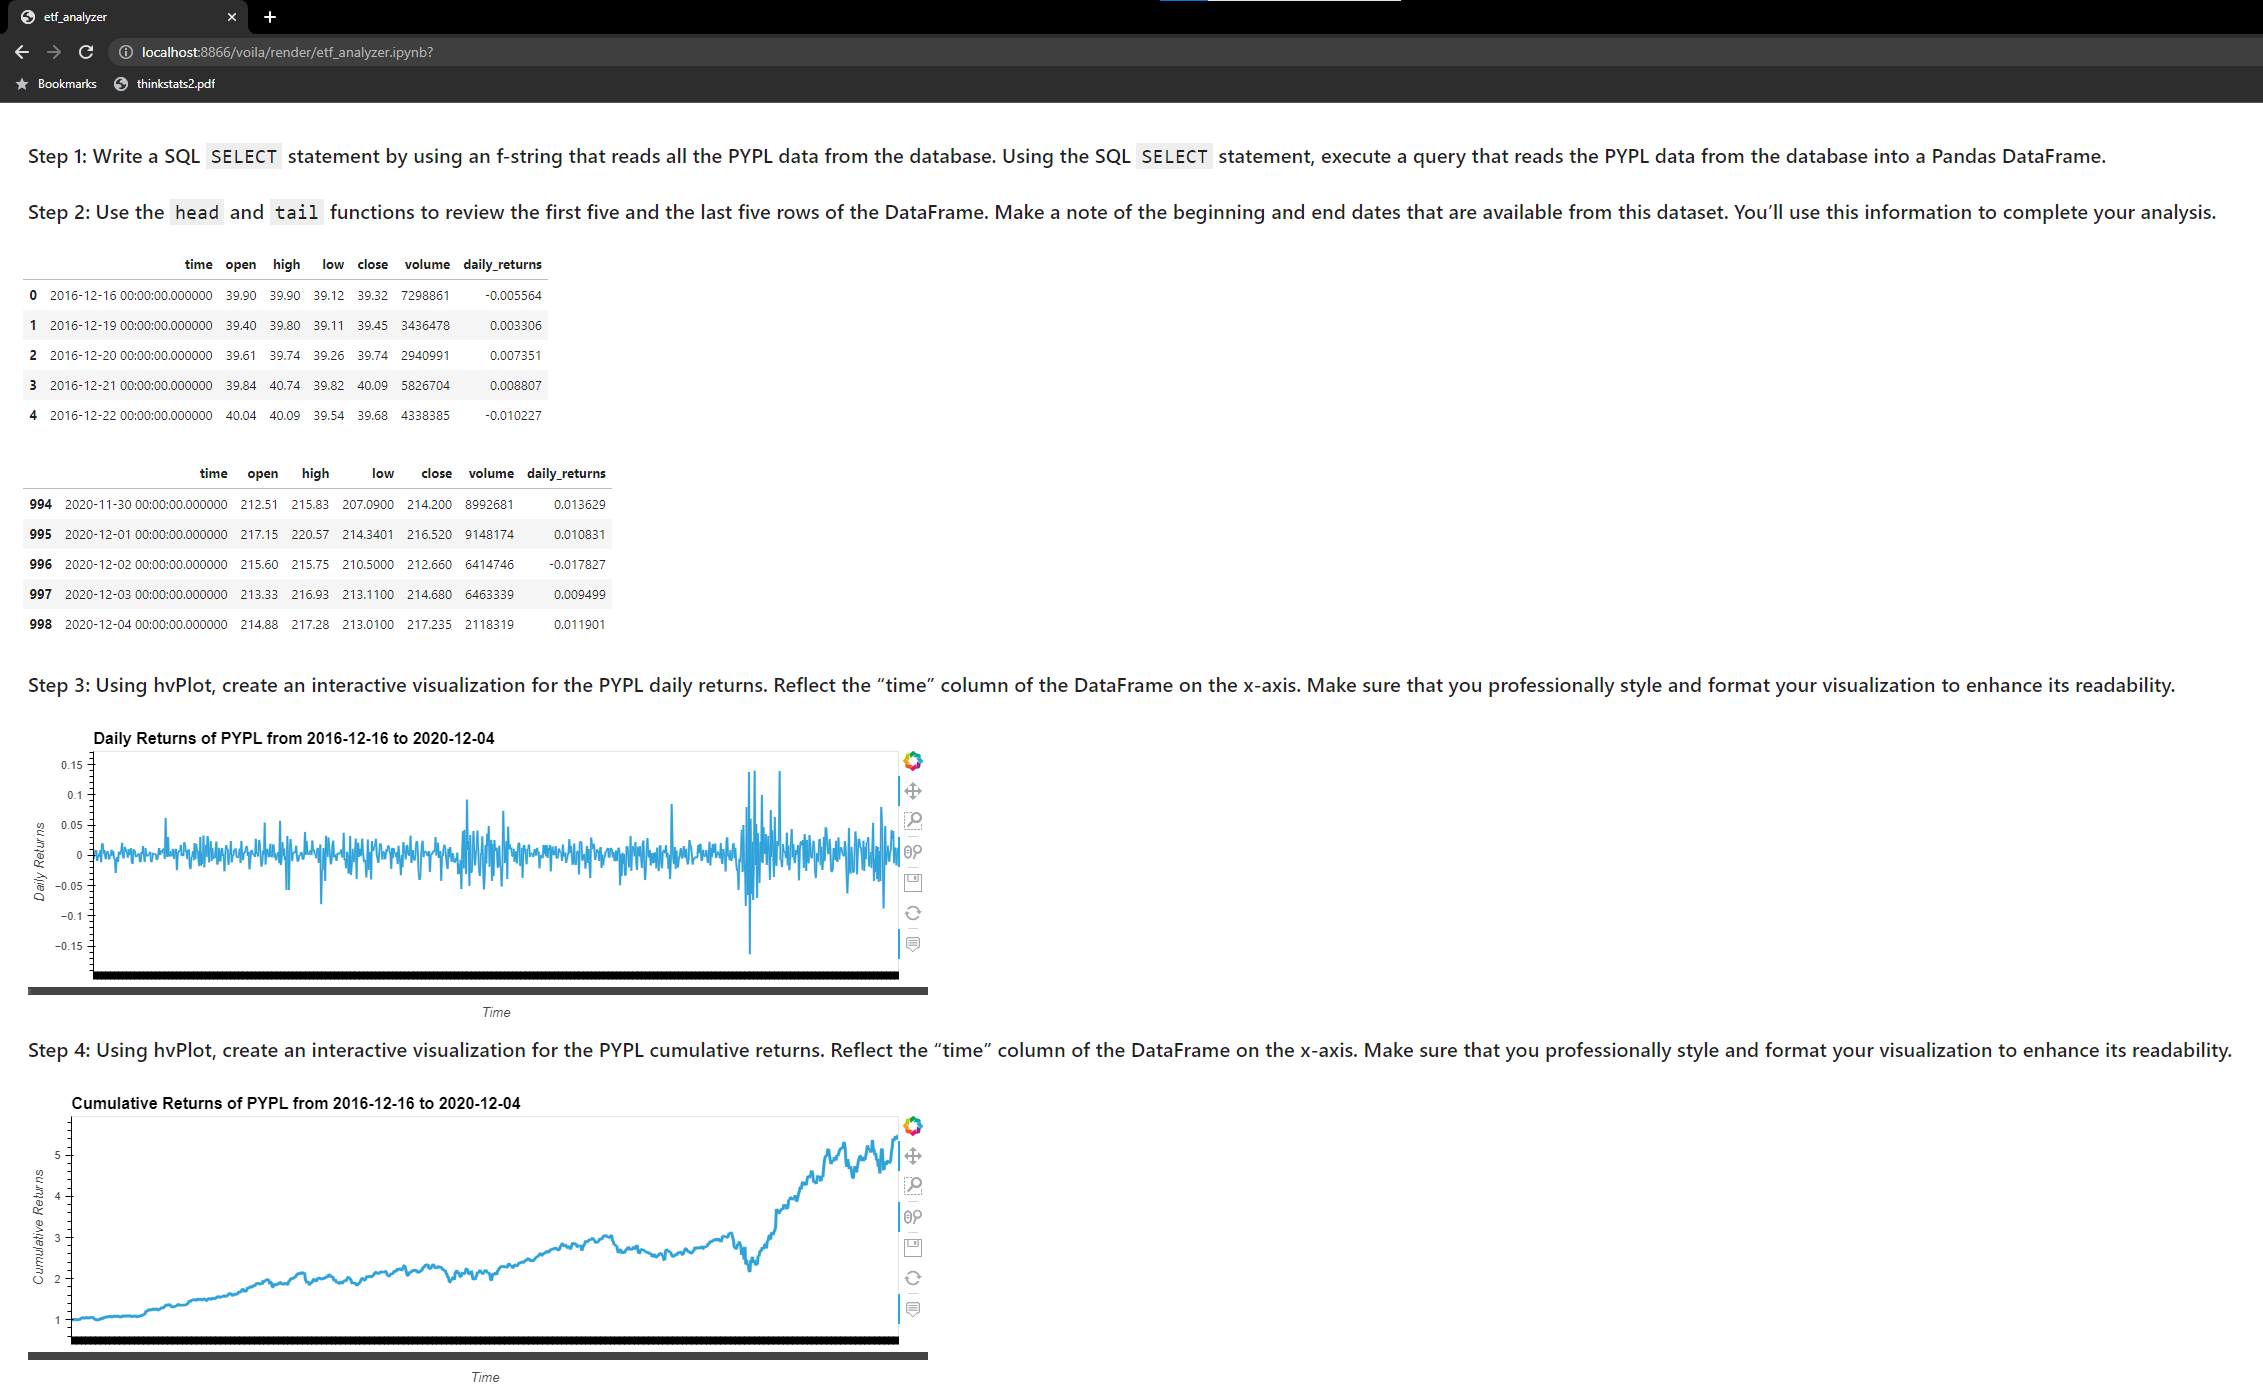 etf_analyzer
localhost:8866/voila/render/etf_analyzer.ipynb?
Bookmarks thinkstats2.pdf
Step 1: Write a SQL SELECT statement by using an f-string that reads all the PYPL data from the database. Using the SQL SELECT statement, execute a query that reads the PYPL data from the database into a Pandas DataFrame.
Step 2: Use the head and tail functions to review the first five and the last five rows of the DataFrame. Make a note of the beginning and end dates that are available from this dataset. You’ll use this information to complete your analysis.
time open high low close volume daily_returns
0 2016-12-16 00:00:00.000000 39.90 39.90 39.12 39.32 7298861 -0.005564
1 2016-12-19 00:00:00.000000 39.40 39.80 39.11 39.45 3436478 0.003306
2 2016-12-20 00:00:00.000000 39.61 39.74 39.26 39.74 2940991 0.007351
3 2016-12-21 00:00:00.000000 39.84 40.74 39.82 40.09 5826704 0.008807
4 2016-12-22 00:00:00.000000 40.04 40.09 39.54 39.68 4338385 -0.010227
time open high low close volume daily_returns
994 2020-11-30 00:00:00.000000 212.51 215.83 207.0900 214.200 8992681 0.013629
995 2020-12-01 00:00:00.000000 217.15 220.57 214.3401 216.520 9148174 0.010831
996 2020-12-02 00:00:00.000000 215.60 215.75 210.5000 212.660 6414746 -0.017827
997 2020-12-03 00:00:00.000000 213.33 216.93 213.1100 214.680 6463339 0.009499
998 2020-12-04 00:00:00.000000 214.88 217.28 213.0100 217.235 2118319 0.011901
Step 3: Using hvPlot, create an interactive visualization for the PYPL daily returns. Reflect the “time” column of the DataFrame on the x-axis. Make sure that you professionally style and format your visualization to enhance its readability.
Daily Returns of PYPL from 2016-12-16 to 2020-12-04
0.15
0.1
0.05
0
−0.05
−0.1
−0.15
Daily Returns
Time
Step 4: Using hvPlot, create an interactive visualization for the PYPL cumulative returns. Reflect the “time” column of the DataFrame on the x-axis. Make sure that you professionally style and format your visualization to enhance its readability.
Cumulative Returns of PYPL from 2016-12-16 to 2020-12-04
5
4
3
2
1
Cumulative Returns
Time